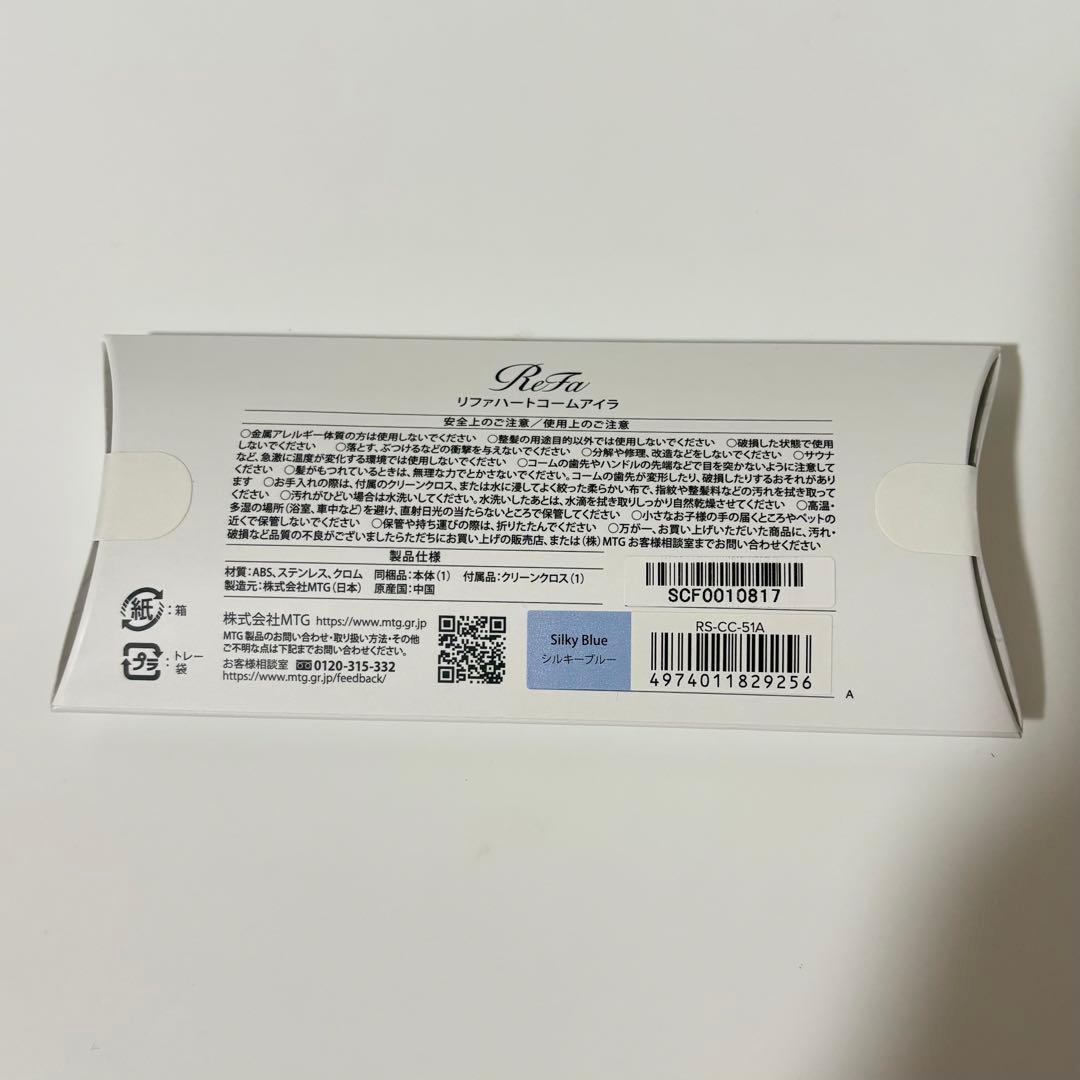 ReFa
リファハートコームアイラ
安全上のご注意／使用上のご注意
○金属アレルギー体質の方は使用しないでください ○整髪の用途目的以外では使用しないでください ○破損した状態で使用
しないでください ○落とす、ぶつけるなどの衝撃を与えないでください ○分解や修理、改造などをしないでください ○サウナ
など、急激に温度が変化する環境では使用しないでください ○コームの歯先やハンドルの先端などで目を突かないように注意して
ください ○髪がもつれているときは、無理な力でとかさないでください。コームの歯先が変形したり、破損したりするおそれがあり
ます ○お手入れの際は、付属のクリーンクロス、または水に浸してよく絞った柔らかい布で、指紋や整髪料などの汚れを拭き取って
ください ○汚れがひどい場合は水洗いしてください。水洗いしたあとは、水滴を拭き取りしっかり自然乾燥させてください ○高温・
多湿の場所（浴室、車中など）を避け、直射日光の当たらないところで保管してください ○小さなお子様の手の届くところやペットの
近くで保管しないでください ○保管や持ち運びの際は、折りたたんでください ○万が一、お買い上げいただいた商品に、汚れ・
破損など品質の不良がございましたらただちにお買い上げの販売店、または（株）MTG お客様相談室までお問い合わせください
製品仕様
材質：ABS、ステンレス、クロム 同梱品：本体（1） 付属品：クリーンクロス（1）
製造元：株式会社MTG（日本） 原産国：中国
SCF0010817
紙：箱
プラ：トレー
袋
株式会社MTG https://www.mtg.gr.jp
MTG 製品のお問い合わせ・取り扱い方法・その他
ご不明な点は下記までお問い合わせください。
お客様相談室 0120-315-332
https://www.mtg.gr.jp/feedback/
Silky Blue
シルキーブルー
RS-CC-51A
4974011829256
A